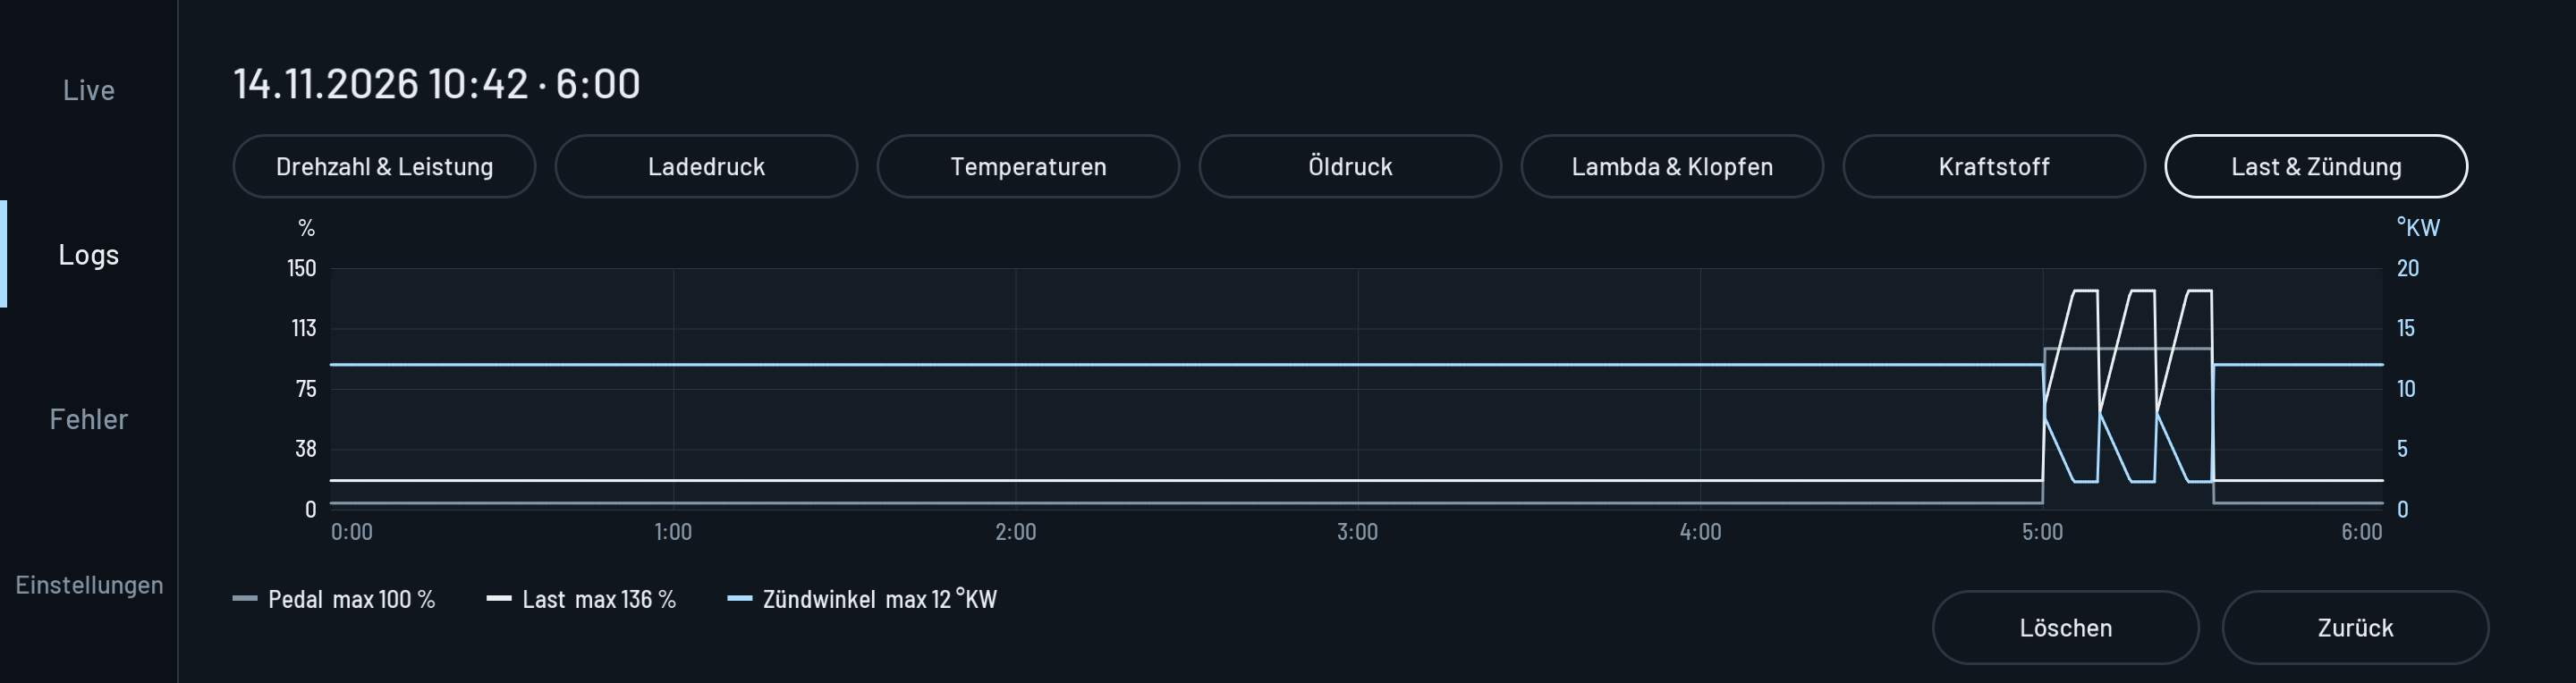 Live
Logs
Fehler
Einstellungen
14.11.2026 10:42 · 6:00
Drehzahl & Leistung
Ladedruck
Temperaturen
Öldruck
Lambda & Klopfen
Kraftstoff
Last & Zündung
%
°KW
150
113
75
38
0
20
15
10
5
0
0:00
1:00
2:00
3:00
4:00
5:00
6:00
Pedal max 100 %
Last max 136 %
Zündwinkel max 12 °KW
Löschen
Zurück